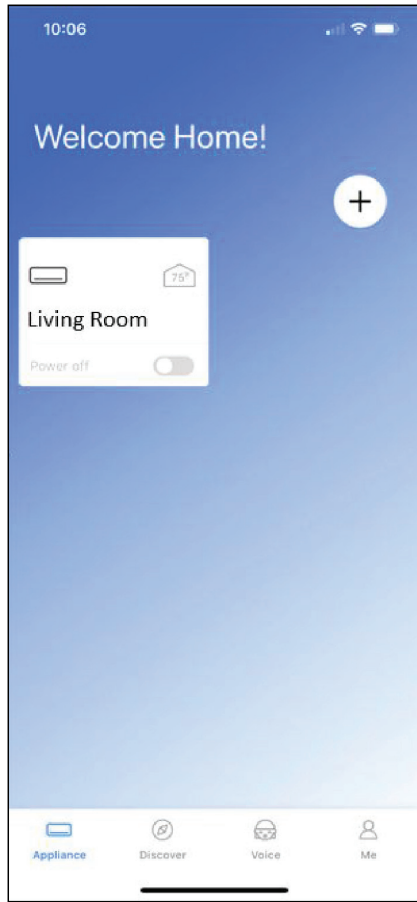 10:06
Welcome Home!
+
75°
Living Room
Power off
Appliance Discover Voice Me